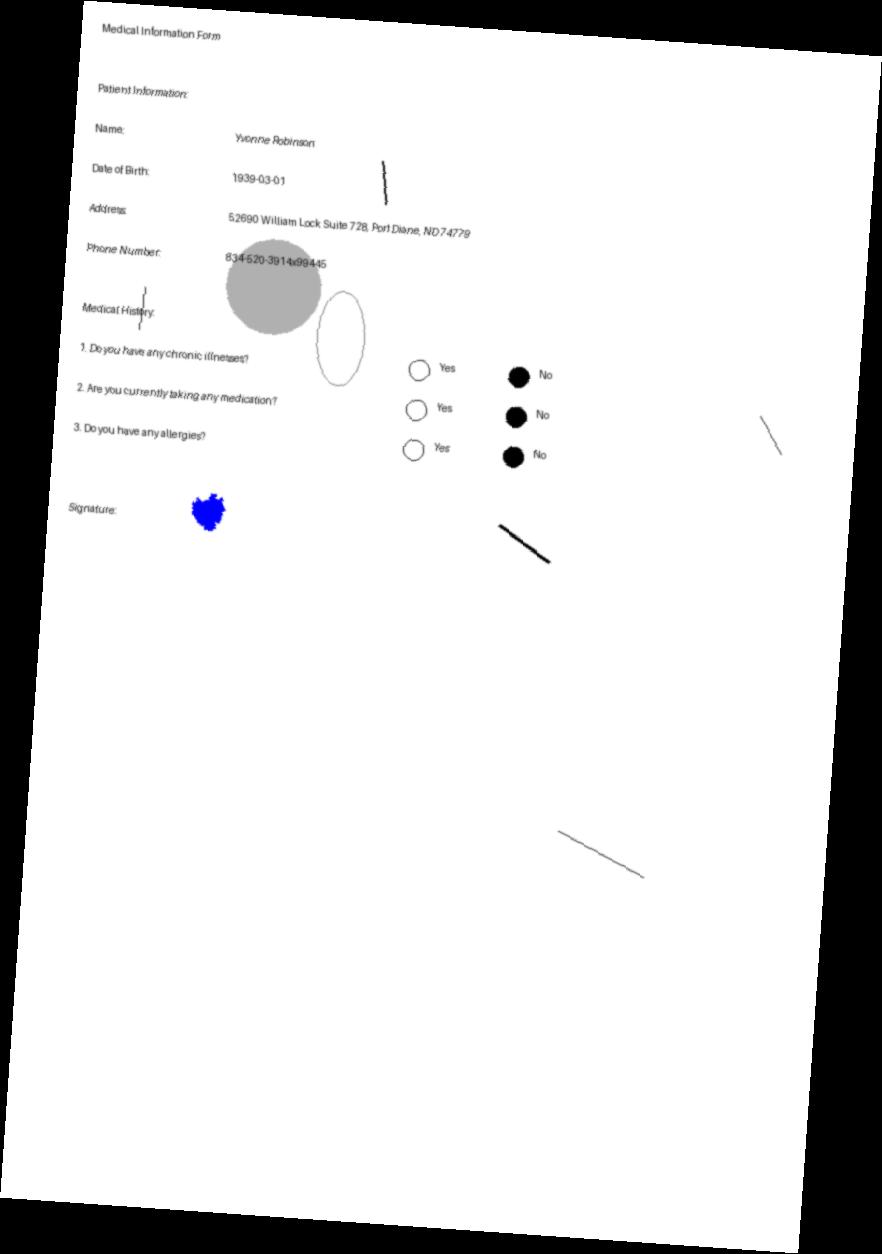 Medical Information Form
Patient Information:
Name: Yvonne Robinson
Date of Birth: 1939-03-01
Address: 52690 William Lock Suite 728, Port Diane, ND 74779
Phone Number: 834-520-3914x99445
Medical History:
1. Do you have any chronic illnesses? Yes No
2. Are you currently taking any medication? Yes No
3. Do you have any allergies? Yes No
Signature: